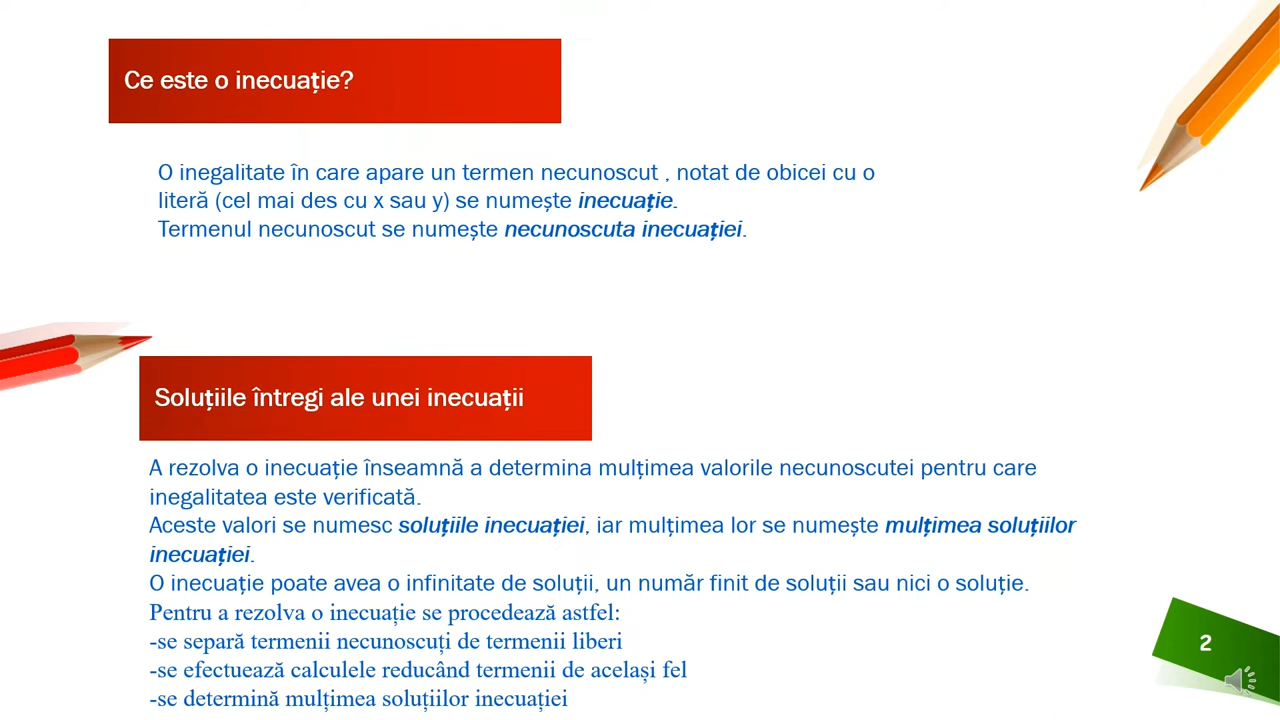 Ce este o inecuație?
O inegalitate în care apare un termen necunoscut , notat de obicei cu o
literă (cel mai des cu x sau y) se numește inecuație.
Termenul necunoscut se numește necunoscuta inecuației.
Soluțiile întregi ale unei inecuații
A rezolva o inecuație înseamnă a determina mulțimea valorile necunoscutei pentru care
inegalitatea este verificată.
Aceste valori se numesc soluțiile inecuației, iar mulțimea lor se numește mulțimea soluțiilor
inecuației.
O inecuație poate avea o infinitate de soluții, un număr finit de soluții sau nici o soluție.
Pentru a rezolva o inecuație se procedează astfel:
-se separă termenii necunoscuți de termenii liberi
-se efectuează calculele reducând termenii de același fel
-se determină mulțimea soluțiilor inecuației
2